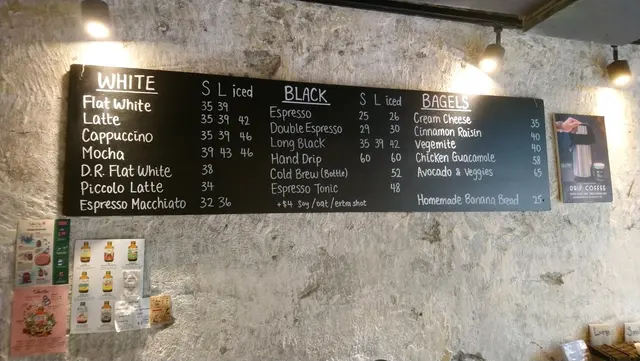 WHITE S L iced
Flat White 35 39
Latte 35 39 42
Cappuccino 35 39 46
Mocha 39 43 46
D.R. Flat White 38
Piccolo Latte 34
Espresso Macchiato 32 36
BLACK S L iced
Espresso 25 26
Double Espresso 29 30
Long Black 35 39 42
Hand Drip 60 60
Cold Brew (Bottle) 52
Espresso Tonic 48
+$4 Soy/oat/extra shot
BAGELS
Cream Cheese 35
Cinnamon Raisin 40
Vegemite 40
Chicken Guacamole 58
Avocado & Veggies 65
Homemade Banana Bread 25
DRIP COFFEE